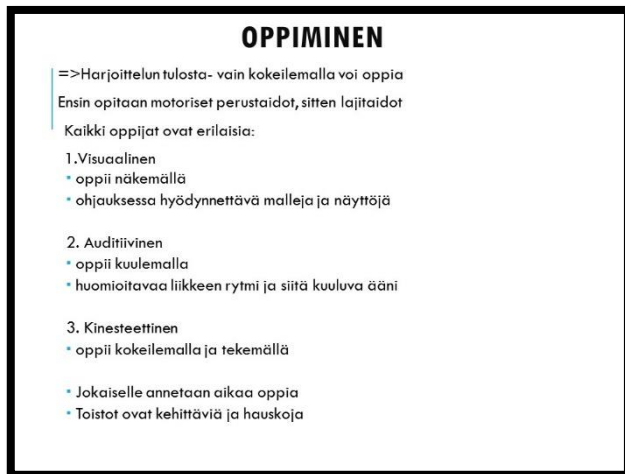 OPPIMINEN
=>Harjoittelun tulosta- vain kokeilemalla voi oppia
Ensin opitaan motoriset perustaidot, sitten lajitaidot
Kaikki oppijat ovat erilaisia:
1.Visuaalinen
• oppii näkemällä
• ohjauksessa hyödynnettävä malleja ja näyttöjä
2. Auditiivinen
• oppii kuulemalla
• huomioitavaa liikkeen rytmi ja siitä kuuluva ääni
3. Kinesteettinen
• oppii kokeilemalla ja tekemällä
• Jokaiselle annetaan aikaa oppia
• Toistot ovat kehittäviä ja hauskoja